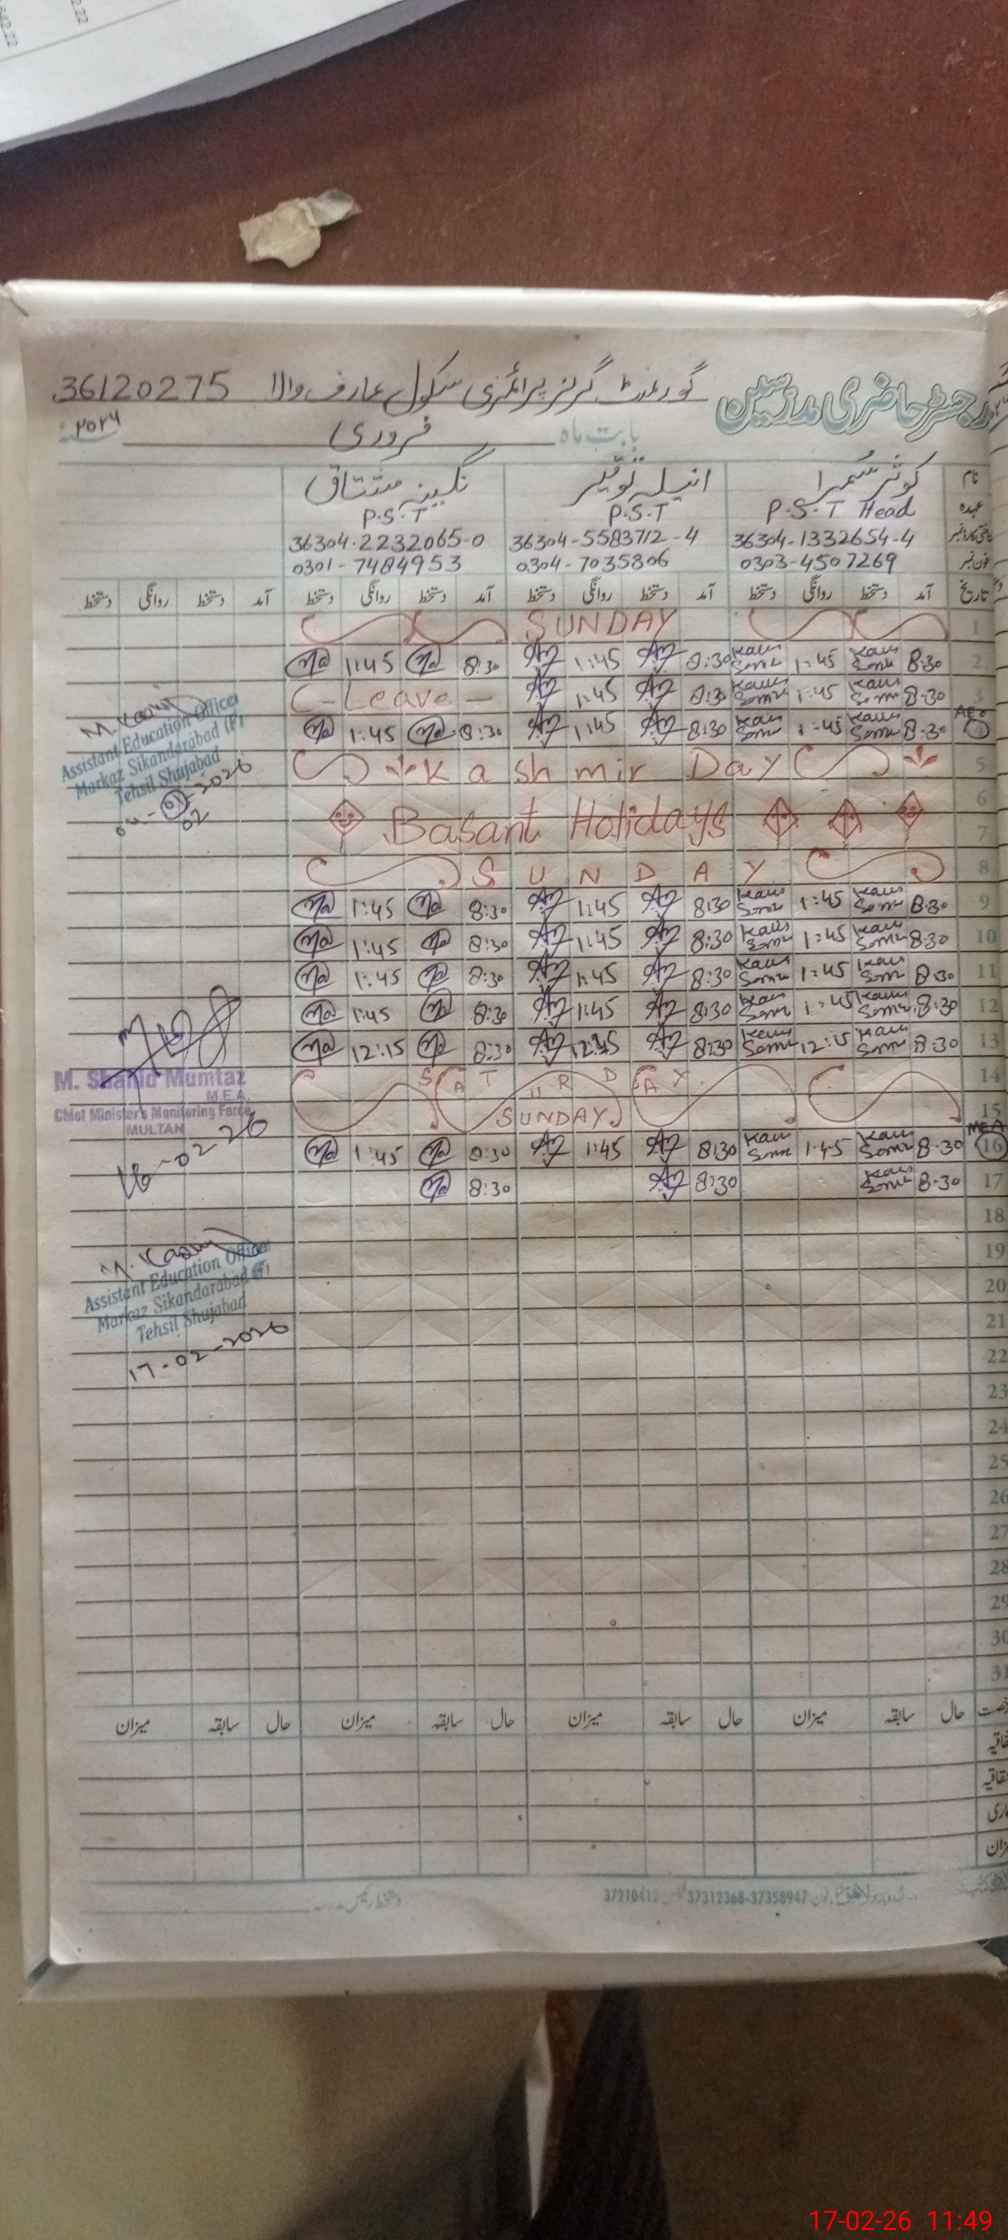 رجسٹر حاضری مدرسین گورنمنٹ گرلز پرائمری سکول عارف والا 36120275
بابت ماہ فروری ۲۰۲۶
نام کوثر سمرا انیلہ توقیر نگینہ مشتاق
عہدہ P.S.T Head P.S.T P.S.T
36304-1332654-4 36304-5583712-4 36304-2232065-0
فون نمبر 0303-4507269 0304-7035806 0301-7484953
تاریخ آمد دستخط روانگی دستخط آمد دستخط روانگی دستخط آمد دستخط روانگی دستخط آمد دستخط روانگی دستخط
1 SUNDAY
2 8:30 1:45 8:30 1:45 8:30 1:45
3 8:30 1:45 8:30 1:45 Leave
AEO 4 8:30 1:45 8:30 1:45 8:30 1:45
5 Kashmir Day
6
7 Basant Holidays
8 SUNDAY
9 8:30 1:45 8:30 1:45 8:30 1:45
10 8:30 1:45 8:30 1:45 8:30 1:45
11 8:30 1:45 8:30 1:45 8:30 1:45
12 8:30 1:45 8:30 1:45 8:30 1:45
13 8:30 12:15 8:30 8:30 12:15
14 SATURDAY
15 SUNDAY
MEA 16 8:30 1:45 8:30 1:45 8:30 1:45
17 8:30 8:30 8:30
18
19
20
21
22
23
24
25
26
27
28
29
30
31
حال سابقہ میزان حال سابقہ میزان حال سابقہ میزان حال سابقہ میزان
Assistant Education Officer
Markaz Sikandarabad (F)
Tehsil Shujabad
M. Shahid Mumtaz
M.E.A.
Chief Minister's Monitoring Force
MULTAN
16-02-26
Assistant Education Officer
Markaz Sikandarabad (F)
Tehsil Shujabad
17-02-2026
37312368-37358947
17-02-26 11:49